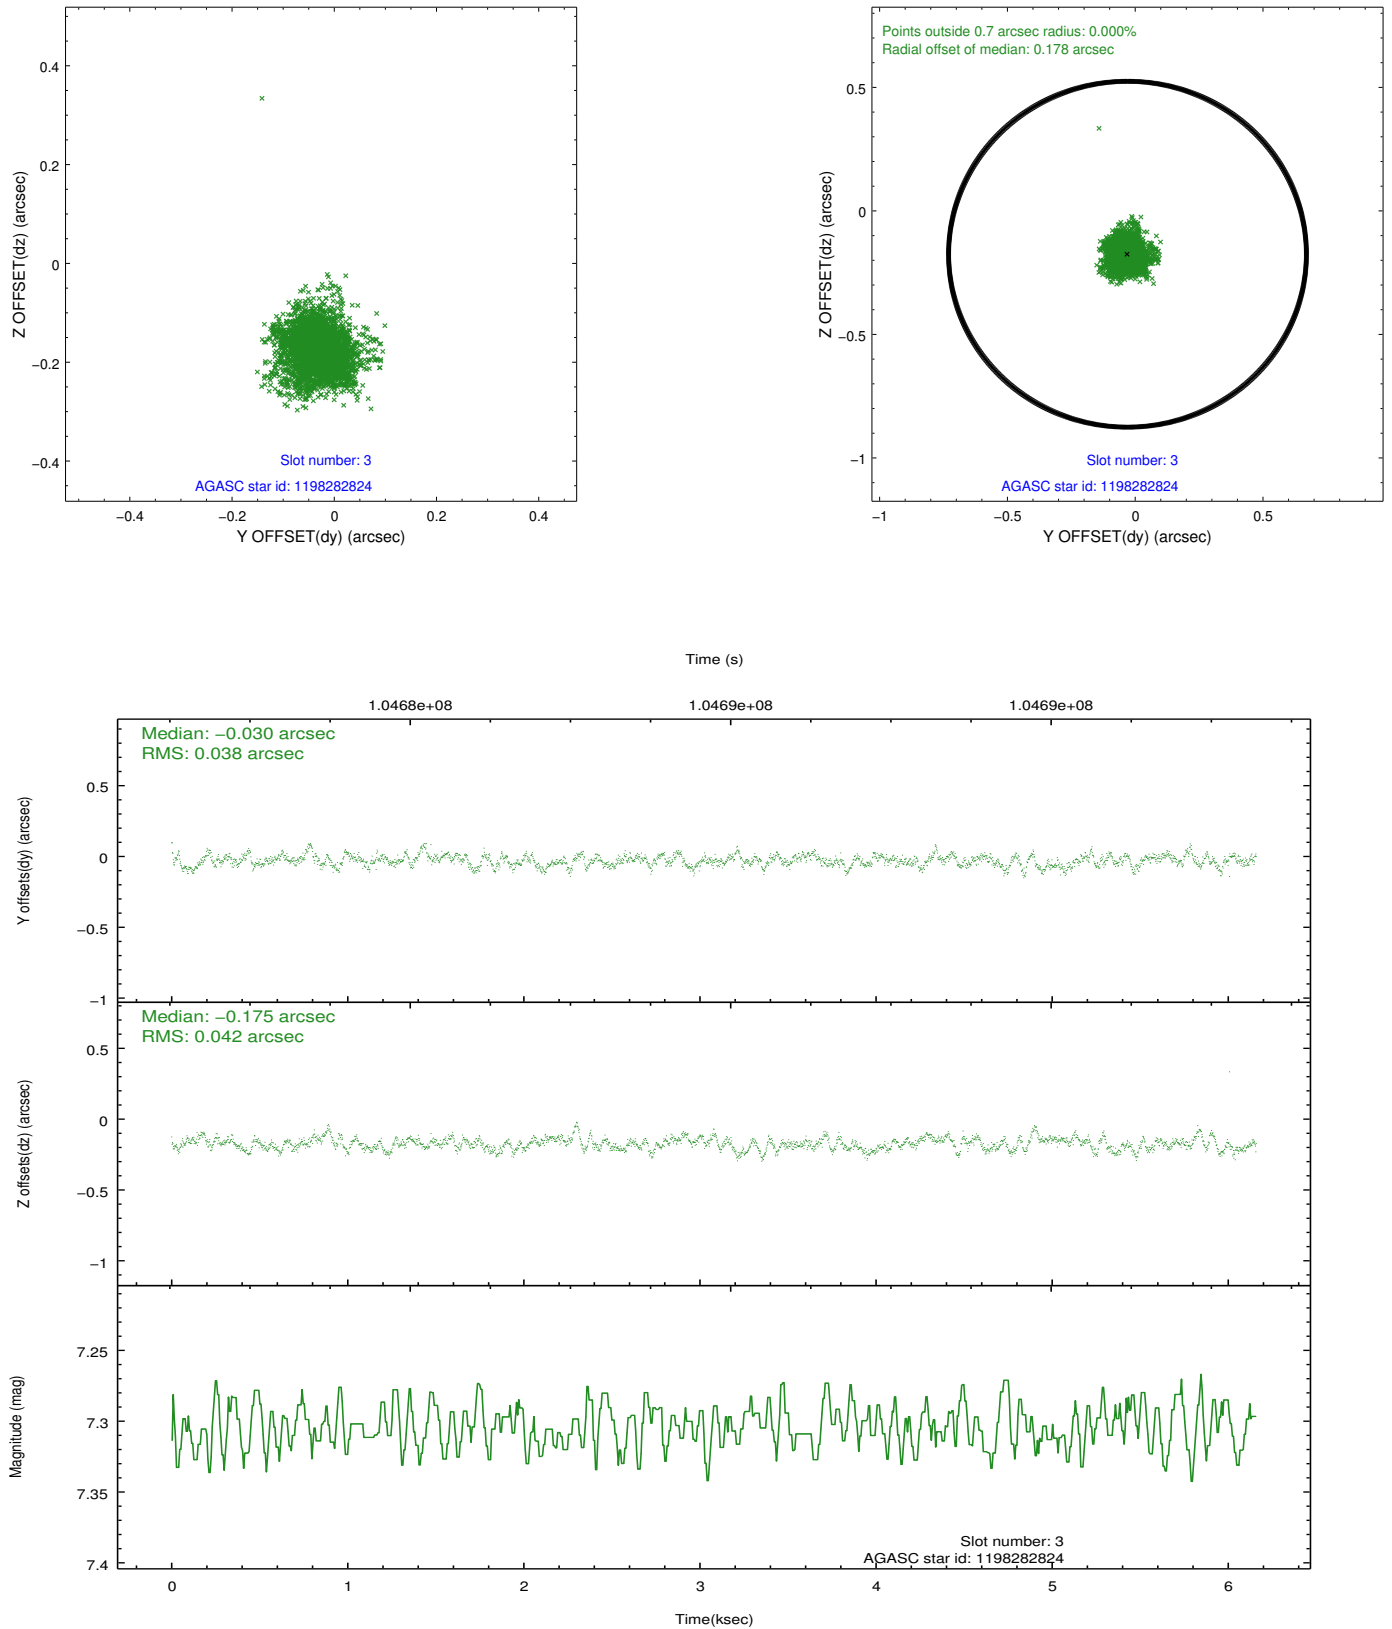 0.4
0.2
0
−0.2
−0.4
Z OFFSET(dz) (arcsec)
Slot number: 3
AGASC star id: 1198282824
−0.4 −0.2 0 0.2 0.4
Y OFFSET(dy) (arcsec)
Points outside 0.7 arcsec radius: 0.000%
Radial offset of median: 0.178 arcsec
0.5
0
−0.5
−1
Z OFFSET(dz) (arcsec)
Slot number: 3
AGASC star id: 1198282824
−1 −0.5 0 0.5
Y OFFSET(dy) (arcsec)
Time (s)
1.0468e+08 1.0469e+08 1.0469e+08
Median: −0.030 arcsec
RMS: 0.038 arcsec
0.5
0
−0.5
−1
Y offsets(dy) (arcsec)
Median: −0.175 arcsec
RMS: 0.042 arcsec
0.5
0
−0.5
−1
Z offsets(dz) (arcsec)
7.25
7.3
7.35
7.4
Magnitude (mag)
Slot number: 3
AGASC star id: 1198282824
0 1 2 3 4 5 6
Time(ksec)